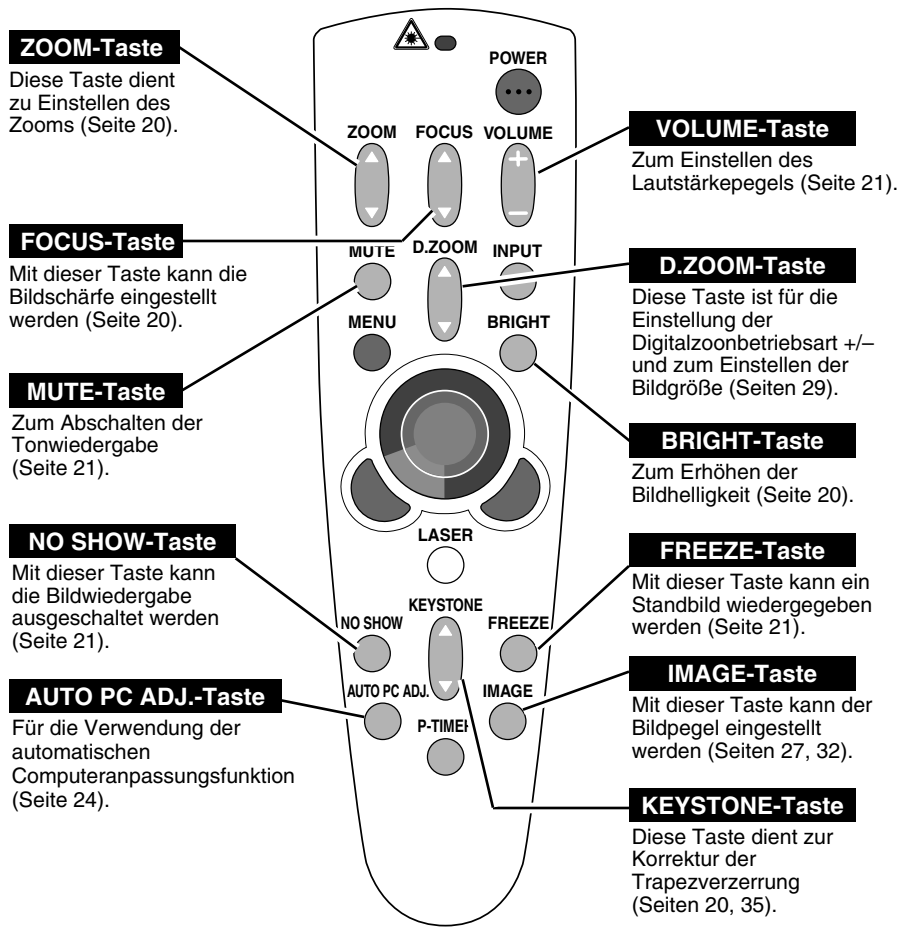 ZOOM-Taste
Diese Taste dient
zu Einstellen des
Zooms (Seite 20).
FOCUS-Taste
Mit dieser Taste kann die
Bildschärfe eingestellt
werden (Seite 20).
MUTE-Taste
Zum Abschalten der
Tonwiedergabe
(Seite 21).
NO SHOW-Taste
Mit dieser Taste kann
die Bildwiedergabe
ausgeschaltet werden
(Seite 21).
AUTO PC ADJ.-Taste
Für die Verwendung der
automatischen
Computeranpassungsfunktion
(Seite 24).
POWER
ZOOM FOCUS VOLUME
MUTE D.ZOOM INPUT
MENU BRIGHT
LASER
KEYSTONE
NO SHOW FREEZE
AUTO PC ADJ. IMAGE
P-TIMER
VOLUME-Taste
Zum Einstellen des
Lautstärkepegels (Seite 21).
D.ZOOM-Taste
Diese Taste ist für die
Einstellung der
Digitalzoonbetriebsart +/–
und zum Einstellen der
Bildgröße (Seiten 29).
BRIGHT-Taste
Zum Erhöhen der
Bildhelligkeit (Seite 20).
FREEZE-Taste
Mit dieser Taste kann ein
Standbild wiedergegeben
werden (Seite 21).
IMAGE-Taste
Mit dieser Taste kann der
Bildpegel eingestellt
werden (Seiten 27, 32).
KEYSTONE-Taste
Diese Taste dient zur
Korrektur der
Trapezverzerrung
(Seiten 20, 35).